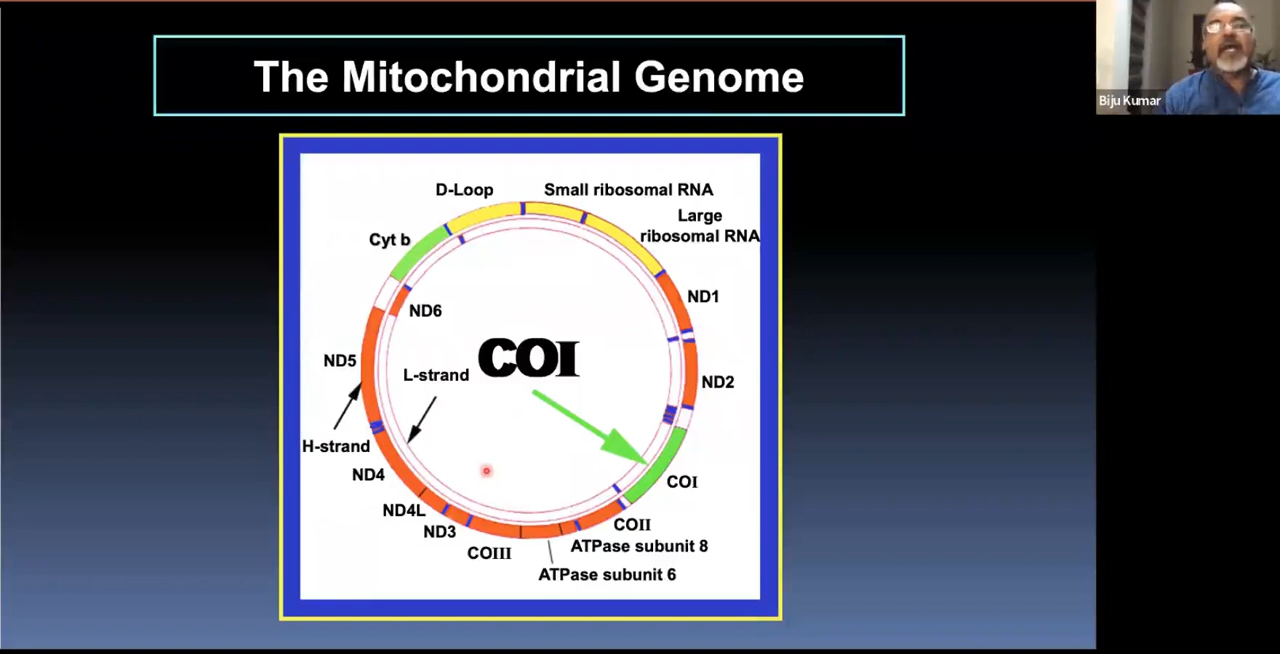 The Mitochondrial Genome
Biju Kumar
D-Loop
Small ribosomal RNA
Large
ribosomal RNA
Cyt b
ND1
ND6
COI
ND5
L-strand
ND2
H-strand
ND4
COI
ND4L
COII
ND3
ATPase subunit 8
COIII
ATPase subunit 6